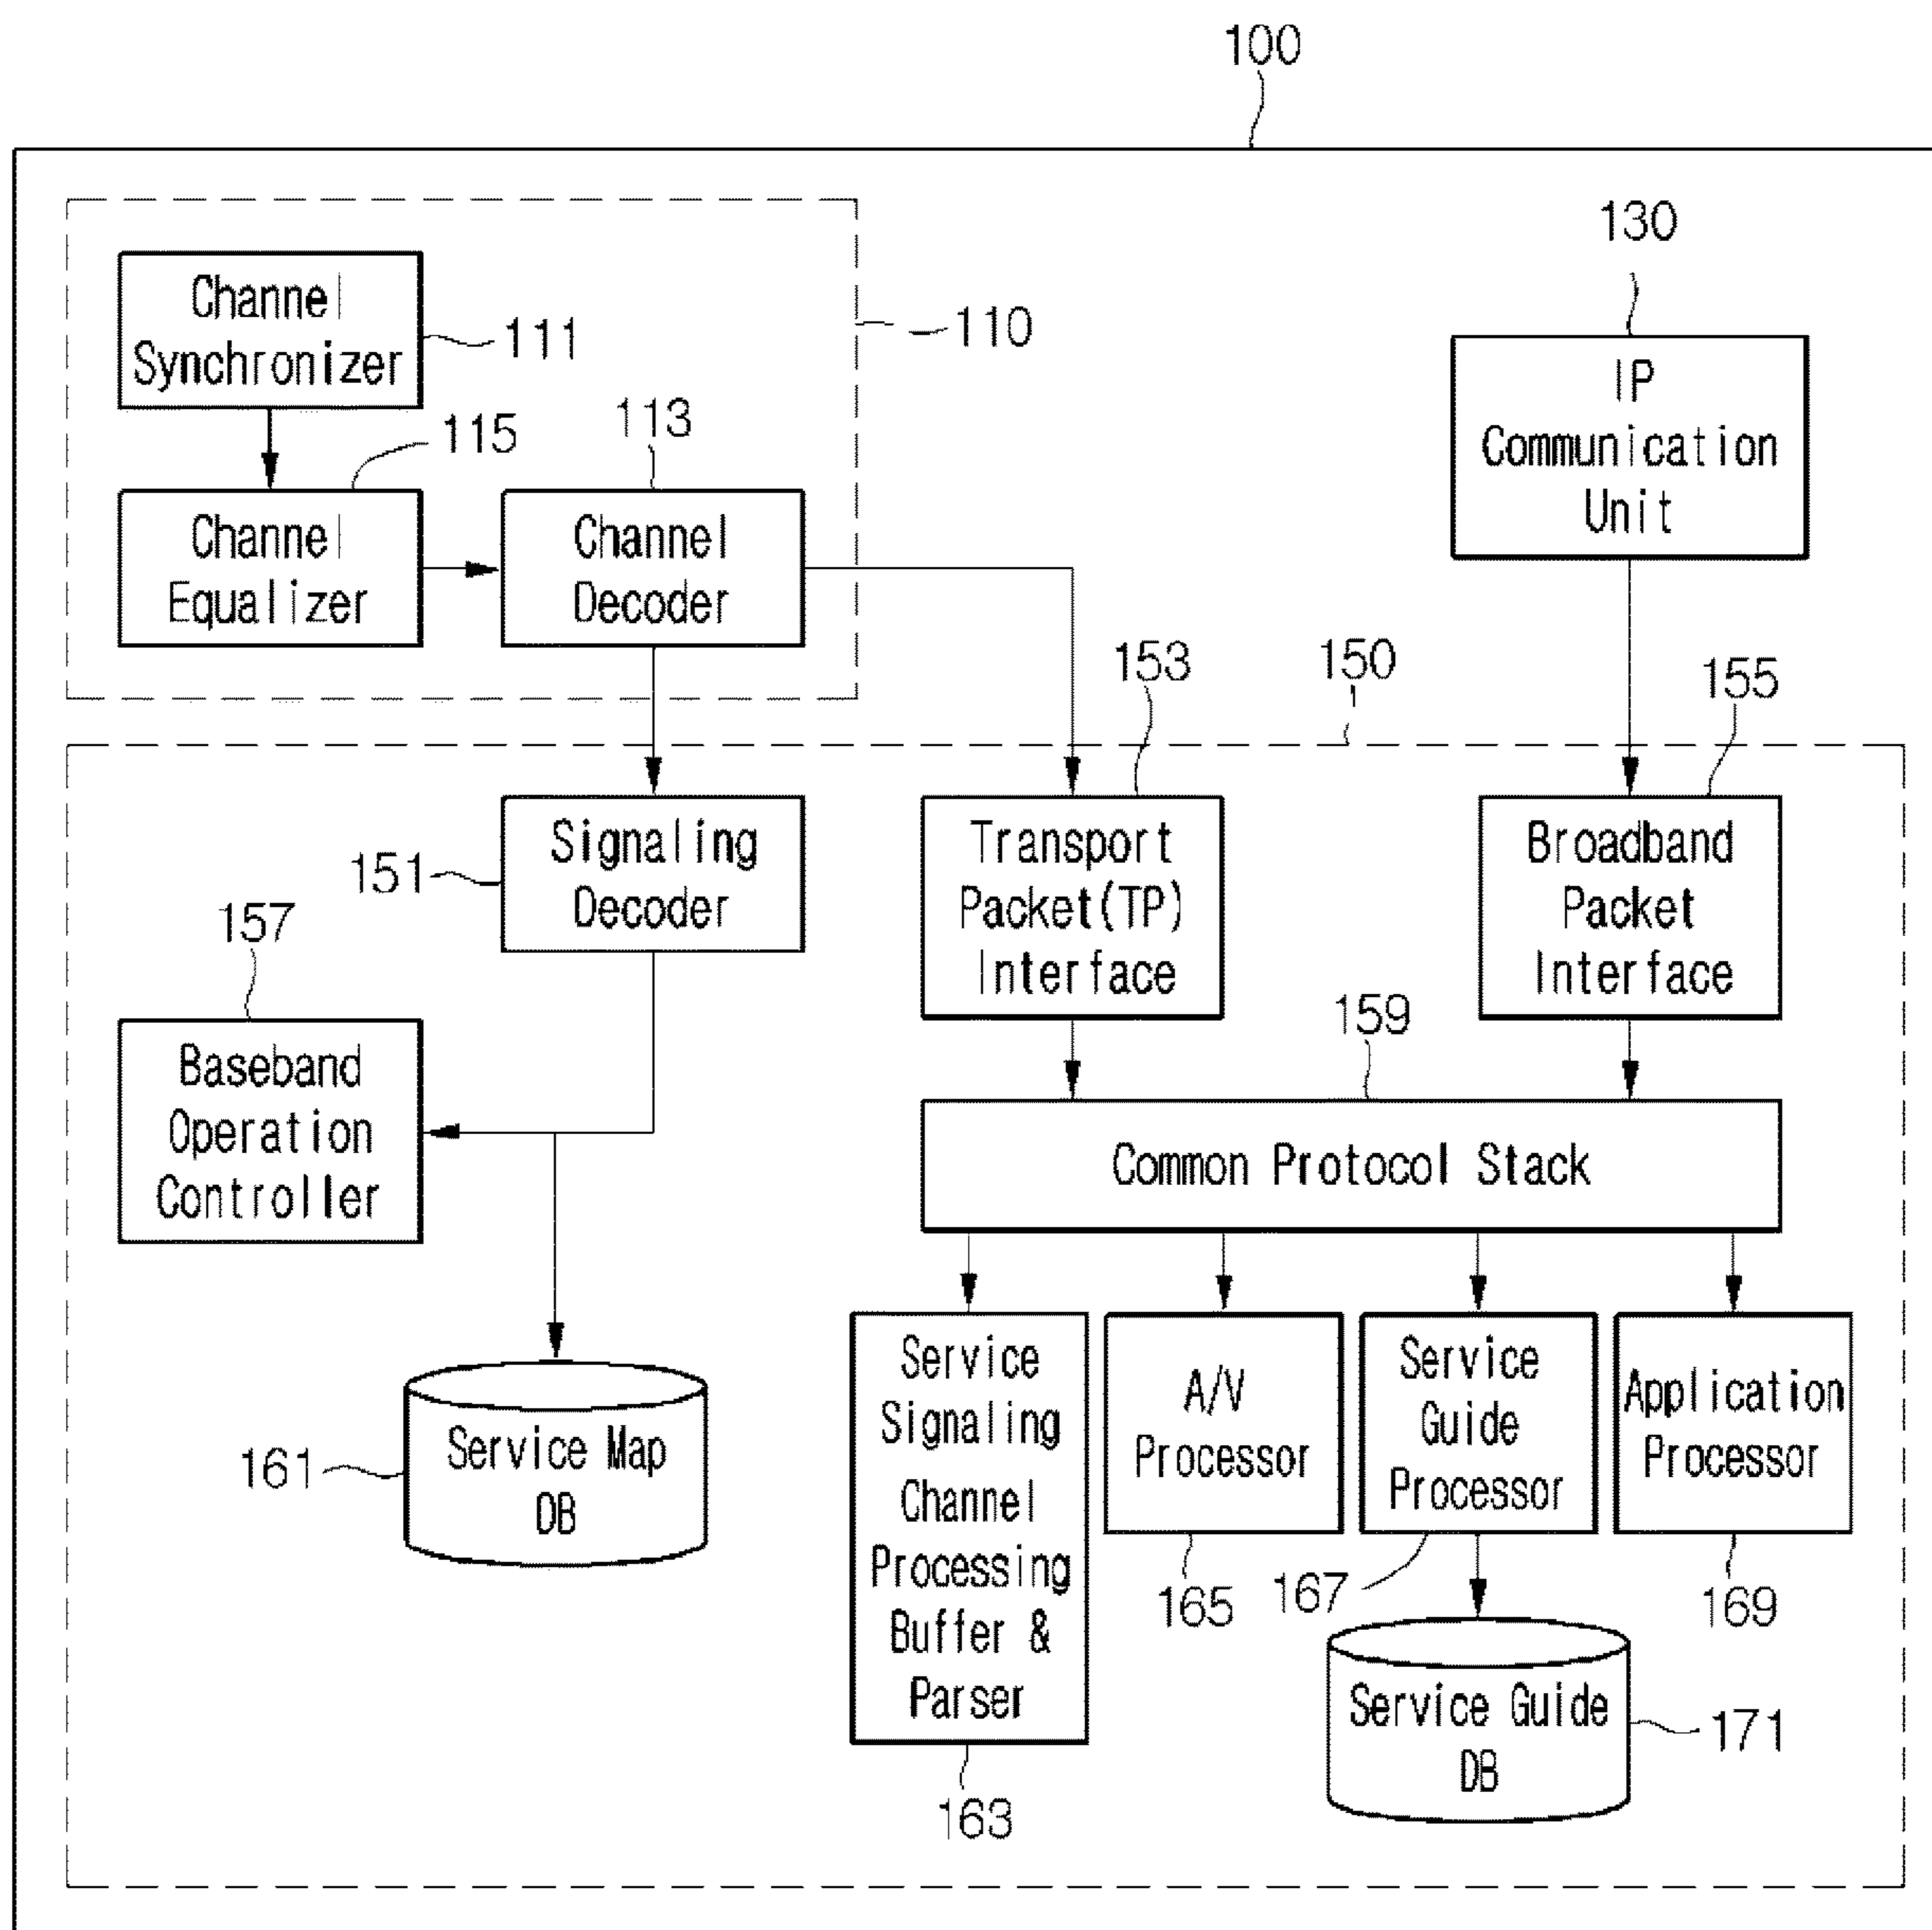 100
130
Channel
Synchronizer
111
110
IP
Communication
Unit
115
113
Channel
Equalizer
Channel
Decoder
153
150
155
Signaling
Decoder
151
Transport
Packet(TP)
Interface
Broadband
Packet
Interface
157
159
Baseband
Operation
Controller
Common Protocol Stack
Service Map
DB
161
Service
Signaling
Channel
Processing
Buffer &
Parser
A/V
Processor
Service
Guide
Processor
Application
Processor
165
167
169
Service Guide
DB
171
163